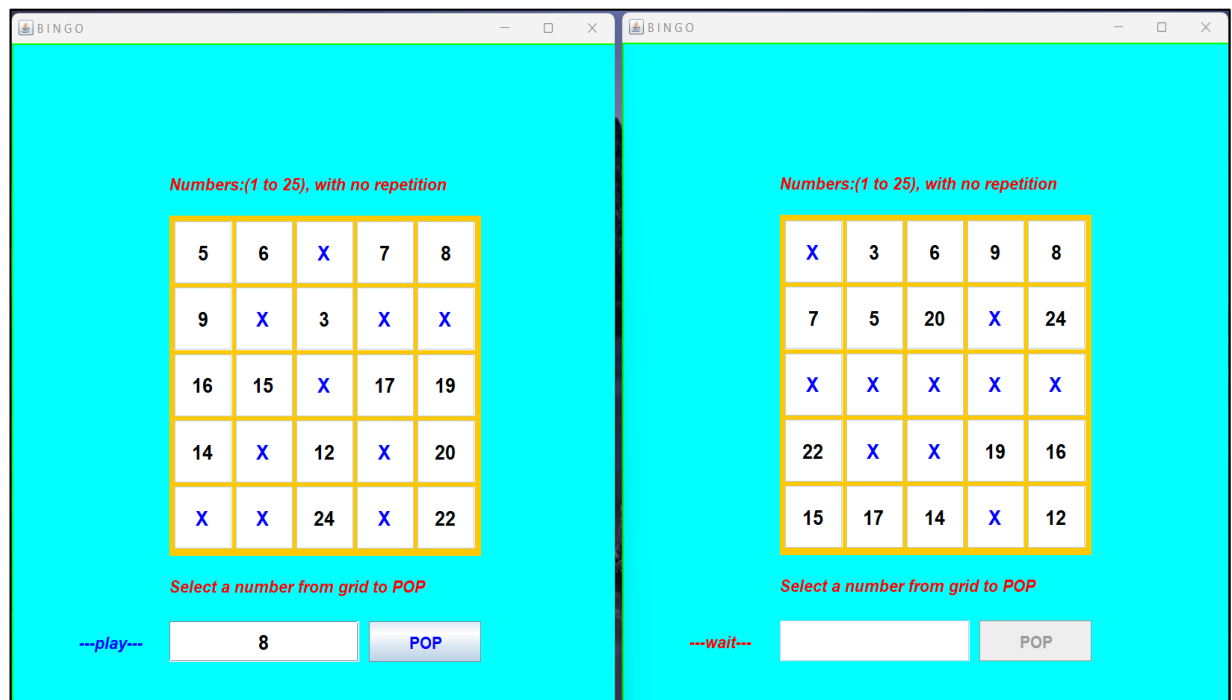 BINGO
Numbers:(1 to 25), with no repetition
5 6 X 7 8
9 X 3 X X
16 15 X 17 19
14 X 12 X 20
X X 24 X 22
Select a number from grid to POP
---play--- 8 POP
BINGO
Numbers:(1 to 25), with no repetition
X 3 6 9 8
7 5 20 X 24
X X X X X
22 X X 19 16
15 17 14 X 12
Select a number from grid to POP
---wait--- POP